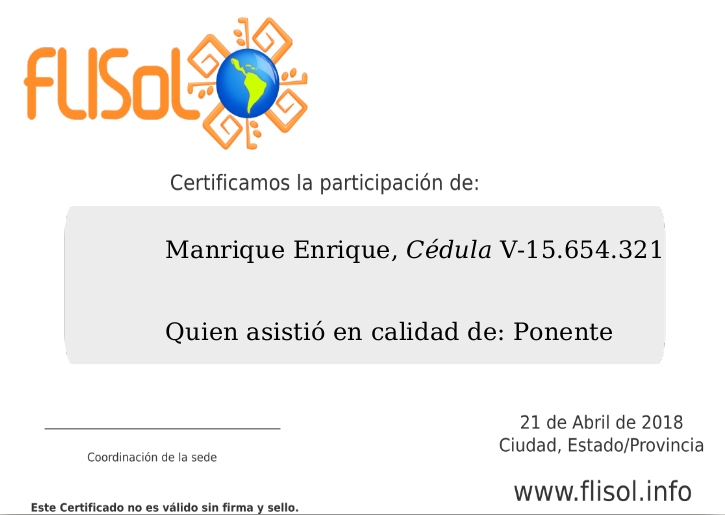 FLISoL
Certificamos la participación de:
Manrique Enrique, Cédula V-15.654.321
Quien asistió en calidad de: Ponente
21 de Abril de 2018
Ciudad, Estado/Provincia
Coordinación de la sede
www.flisol.info
Este Certificado no es válido sin firma y sello.